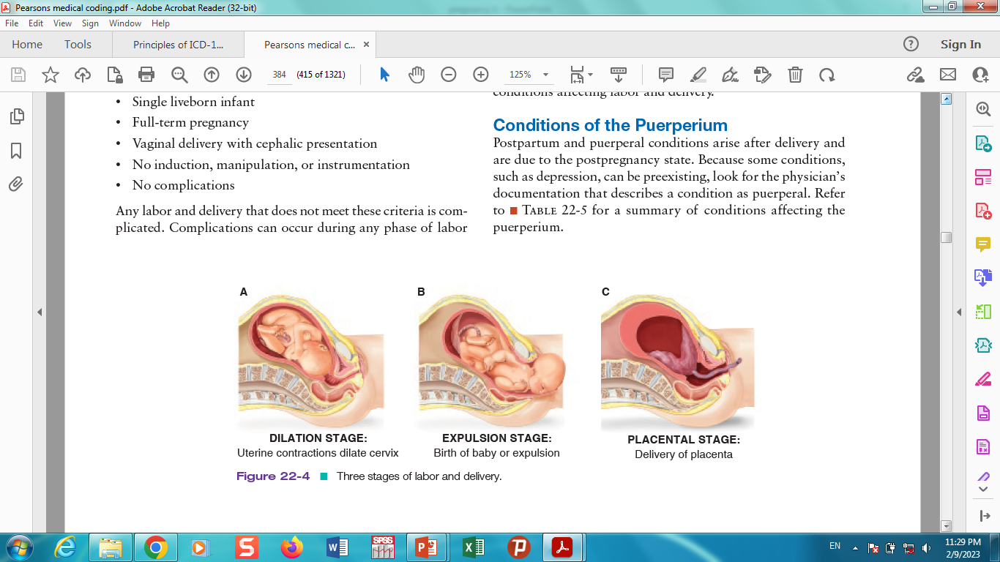 Pearsons medical coding.pdf - Adobe Acrobat Reader (32-bit)
File Edit View Sign Window Help
Home Tools Principles of ICD-1... Pearsons medical c... × ? Sign In
384 (415 of 1321) 125%
• Single liveborn infant
• Full-term pregnancy
• Vaginal delivery with cephalic presentation
• No induction, manipulation, or instrumentation
• No complications
Any labor and delivery that does not meet these criteria is com-
plicated. Complications can occur during any phase of labor
conditions affecting labor and delivery.
Conditions of the Puerperium
Postpartum and puerperal conditions arise after delivery and
are due to the postpregnancy state. Because some conditions,
such as depression, can be preexisting, look for the physician's
documentation that describes a condition as puerperal. Refer
to ■ TABLE 22-5 for a summary of conditions affecting the
puerperium.
A B C
DILATION STAGE:
Uterine contractions dilate cervix
EXPULSION STAGE:
Birth of baby or expulsion
PLACENTAL STAGE:
Delivery of placenta
Figure 22-4 ■ Three stages of labor and delivery.
SPSS
EN
11:29 PM
2/9/2023